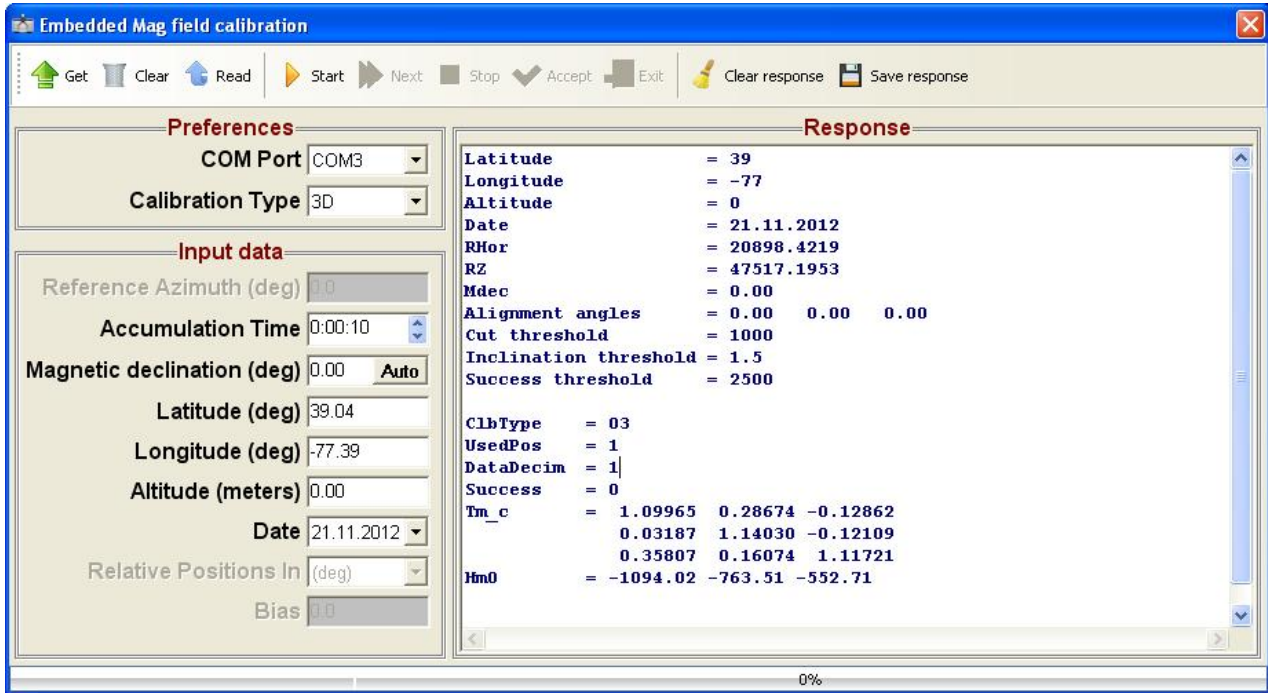 Embedded Mag field calibration
Get Clear Read Start Next Stop Accept Exit Clear response Save response
Preferences
COM Port COM3
Calibration Type 3D
Input data
Reference Azimuth (deg) 0.0
Accumulation Time 0:00:10
Magnetic declination (deg) 0.00 Auto
Latitude (deg) 39.04
Longitude (deg) -77.39
Altitude (meters) 0.00
Date 21.11.2012
Relative Positions In (deg)
Bias 0.0
Response
Latitude = 39
Longitude = -77
Altitude = 0
Date = 21.11.2012
RHor = 20898.4219
RZ = 47517.1953
Mdec = 0.00
Alignment angles = 0.00 0.00 0.00
Cut threshold = 1000
Inclination threshold = 1.5
Success threshold = 2500
ClbType = 03
UsedPos = 1
DataDecim = 1
Success = 0
Tm_c = 1.09965 0.28674 -0.12862
0.03187 1.14030 -0.12109
0.35807 0.16074 1.11721
Hm0 = -1094.02 -763.51 -552.71
0%